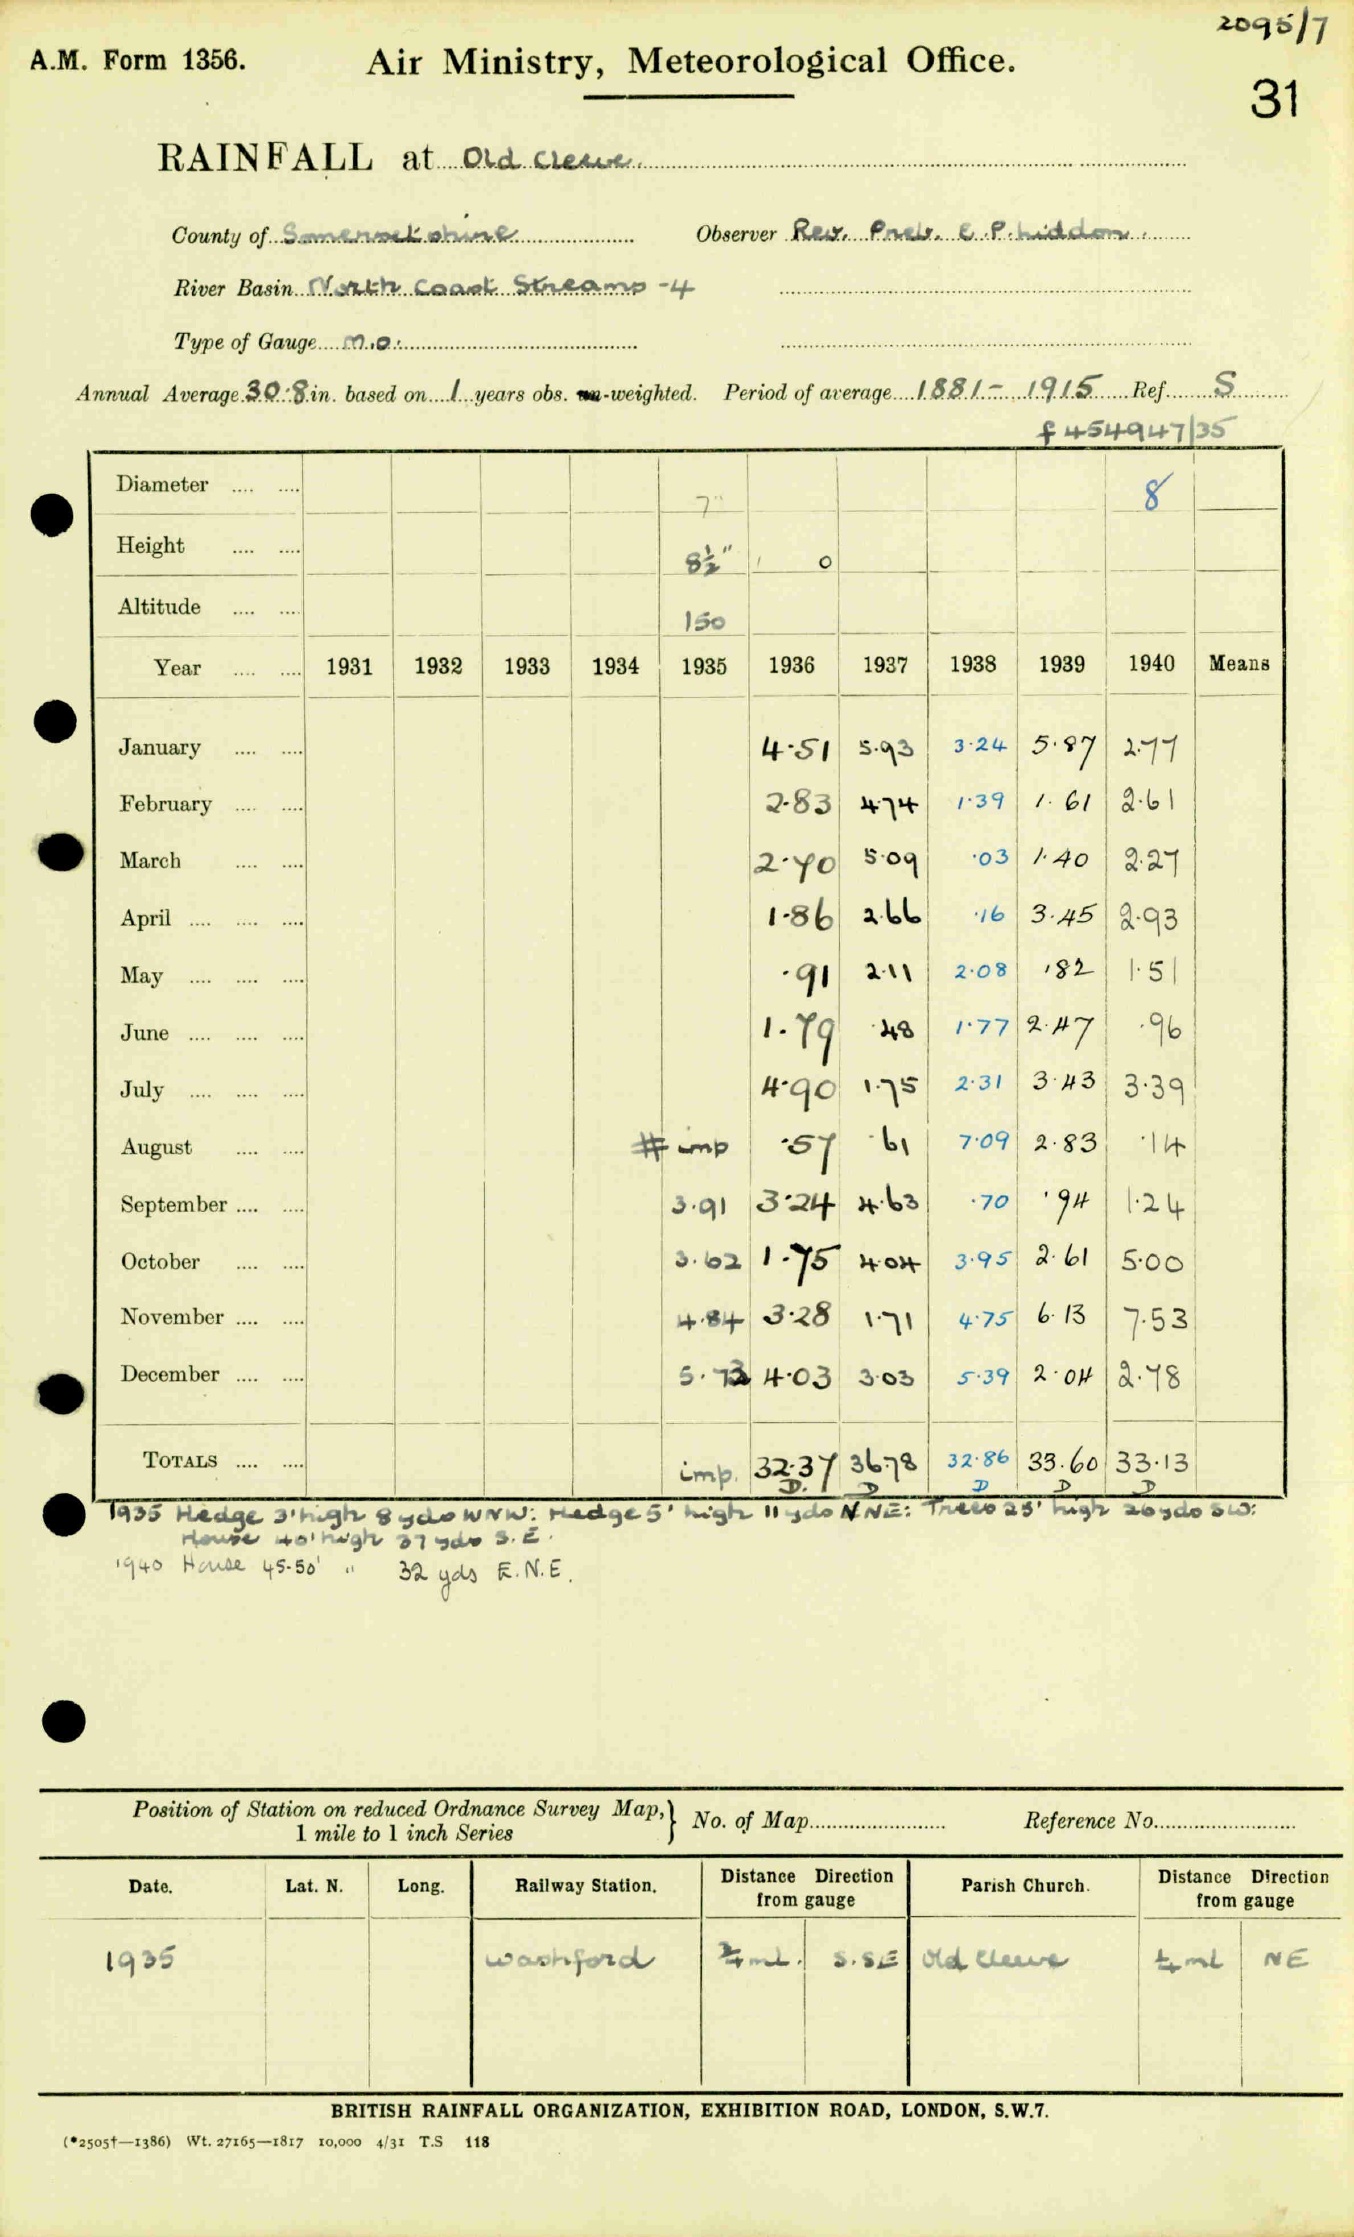 2095/7
A.M. Form 1356. Air Ministry, Meteorological Office.
31
RAINFALL at Old Cleeve
County of Somersetshire Observer Rev. Preb. E. P. Liddon
River Basin North Coast Streams -4
Type of Gauge M.O.
Annual Average 30.8 in. based on 1 years obs. -weighted. Period of average 1881 - 1915 Ref. S
f 454947/35
Diameter .... .... 7" 8
Height .... .... 8½" 0
Altitude .... .... 150
Year .... .... 1931 1932 1933 1934 1935 1936 1937 1938 1939 1940 Means
January .... .... 4.51 5.93 3.24 5.87 2.77
February .... .... 2.83 4.74 1.39 1.61 2.61
March .... .... 2.70 5.09 .03 1.40 2.27
April .... .... .... 1.86 2.66 .16 3.45 2.93
May .... .... .... .91 2.11 2.08 .82 1.51
June .... .... .... 1.79 .48 1.77 2.47 .96
July .... .... .... 4.90 1.75 2.31 3.43 3.39
August .... .... # imp .57 .61 7.09 2.83 .14
September .... .... 3.91 3.24 4.63 .70 .94 1.24
October .... .... 3.62 1.75 4.04 3.95 2.61 5.00
November .... .... 4.84 3.28 1.71 4.75 6.13 7.53
December .... .... 5.73 4.03 3.03 5.39 2.04 2.78
TOTALS .... .... imp. 32.37 36.78 32.86 33.60 33.13
D. D D D D
1935 Hedge 3' high 8 yds WNW: Hedge 5' high 11 yds NNE: Trees 25' high 26 yds SW:
House 40' high 37 yds S.E.
1940 House 45-50' " 32 yds E.N.E.
Position of Station on reduced Ordnance Survey Map, } No. of Map Reference No.
1 mile to 1 inch Series
Date. Lat. N. Long. Railway Station. Distance Direction from gauge Parish Church. Distance Direction from gauge
1935 Washford ¾ ml. S.SE Old Cleeve ¼ ml NE
BRITISH RAINFALL ORGANIZATION, EXHIBITION ROAD, LONDON, S.W.7.
(*2505†—1386) Wt. 27165—1817 10,000 4/31 T.S 118